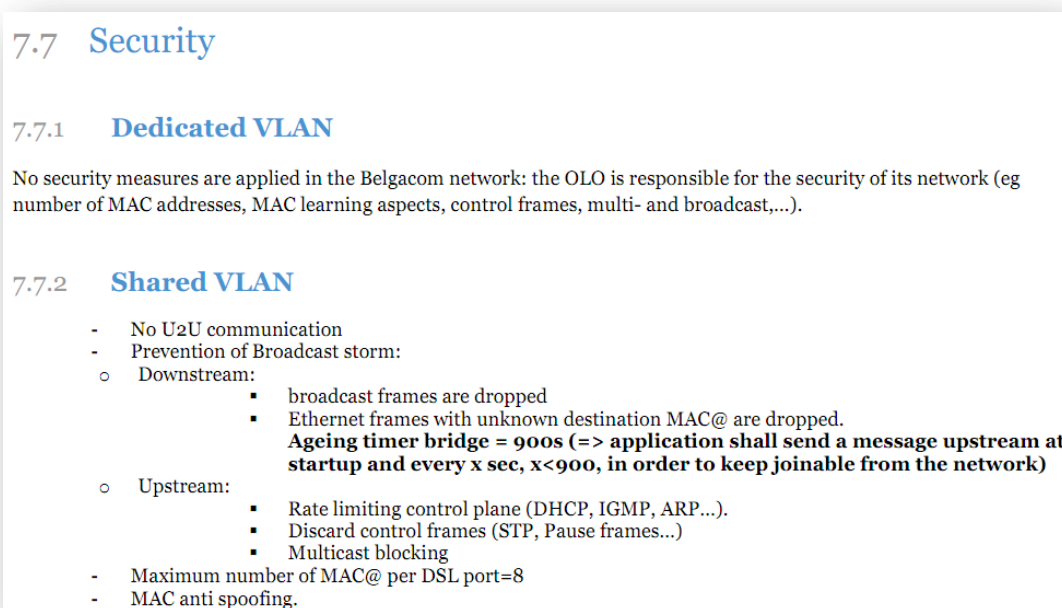 7.7 Security
7.7.1 Dedicated VLAN
No security measures are applied in the Belgacom network: the OLO is responsible for the security of its network (eg
number of MAC addresses, MAC learning aspects, control frames, multi- and broadcast,...).
7.7.2 Shared VLAN
- No U2U communication
- Prevention of Broadcast storm:
o Downstream:
▪ broadcast frames are dropped
▪ Ethernet frames with unknown destination MAC@ are dropped.
Ageing timer bridge = 900s (=> application shall send a message upstream at
startup and every x sec, x<900, in order to keep joinable from the network)
o Upstream:
▪ Rate limiting control plane (DHCP, IGMP, ARP...).
▪ Discard control frames (STP, Pause frames...)
▪ Multicast blocking
- Maximum number of MAC@ per DSL port=8
- MAC anti spoofing.